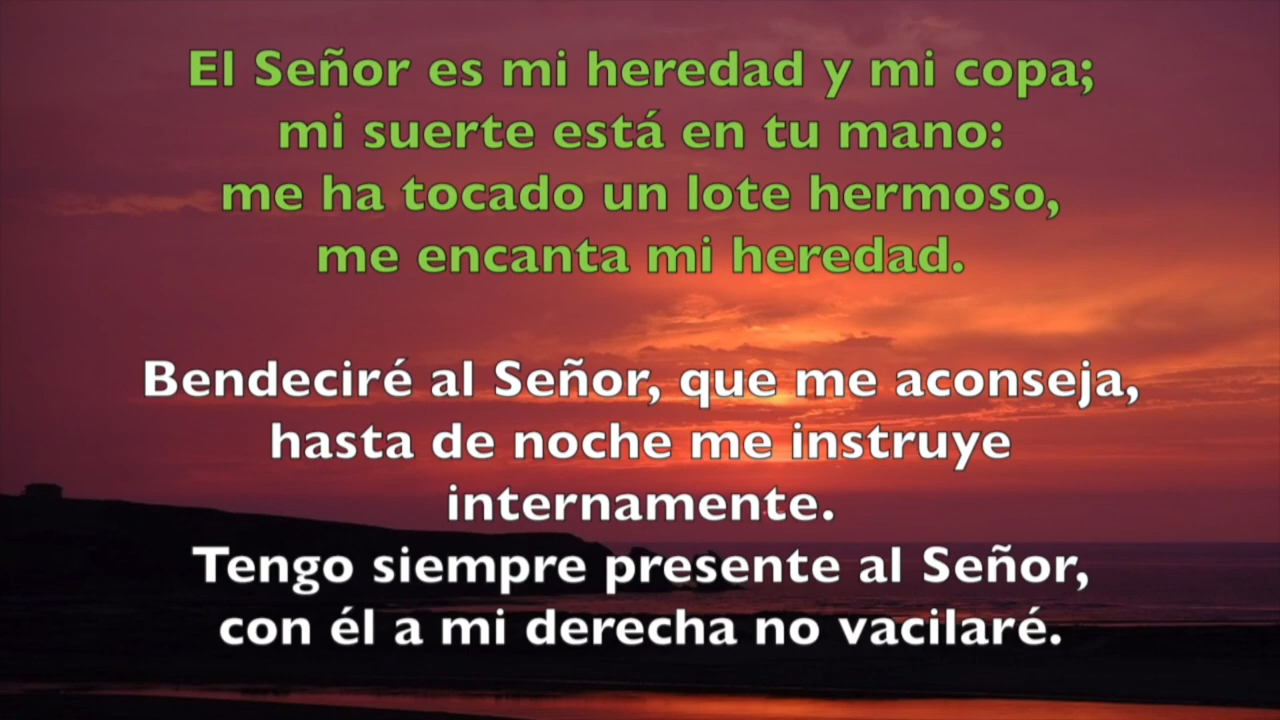 El Señor es mi heredad y mi copa;
mi suerte está en tu mano:
me ha tocado un lote hermoso,
me encanta mi heredad.
Bendeciré al Señor, que me aconseja,
hasta de noche me instruye
internamente.
Tengo siempre presente al Señor,
con él a mi derecha no vacilaré.